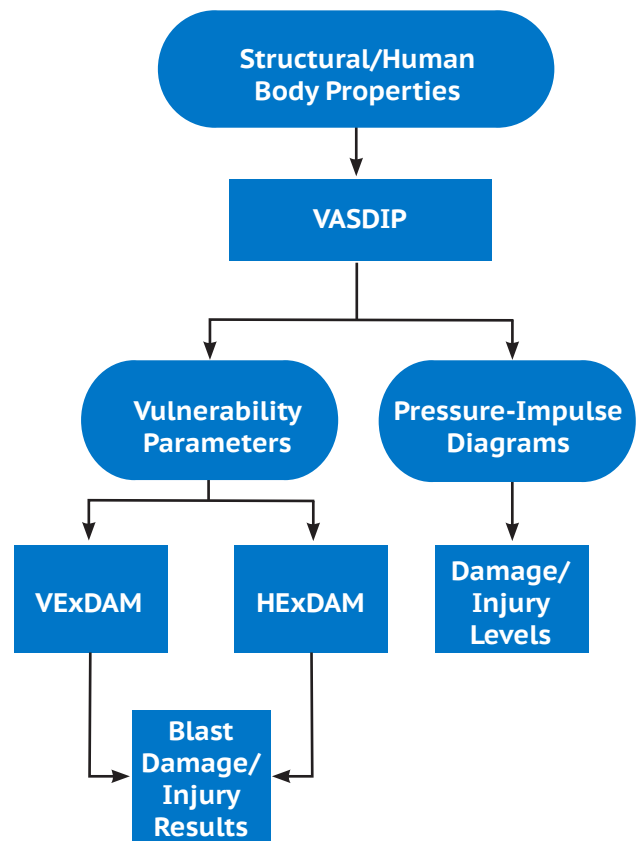 Structural/Human
Body Properties
VASDIP
Vulnerability
Parameters
Pressure-Impulse
Diagrams
VExDAM
HExDAM
Damage/
Injury
Levels
Blast
Damage/
Injury
Results